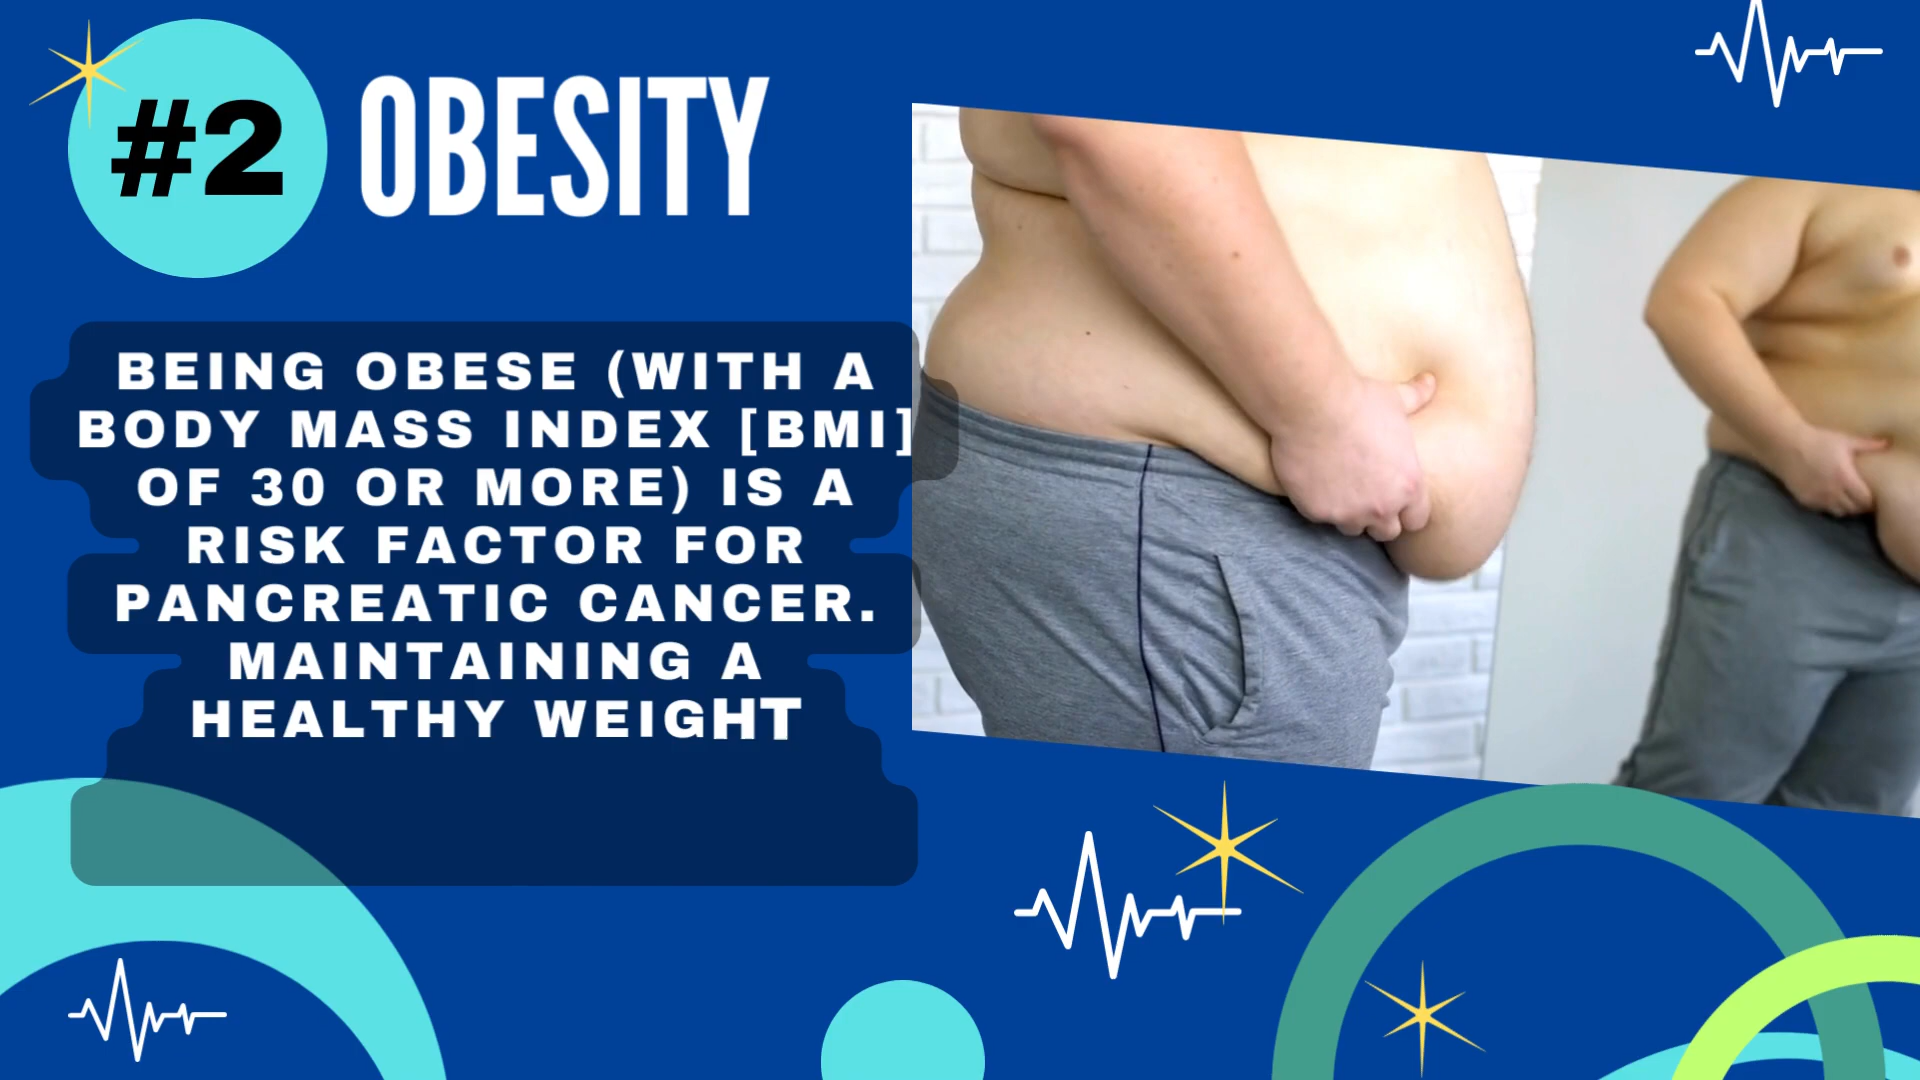 #2
OBESITY
BEING OBESE (WITH A
BODY MASS INDEX [BMI]
OF 30 OR MORE) IS A
RISK FACTOR FOR
PANCREATIC CANCER.
MAINTAINING A
HEALTHY WEIGHT